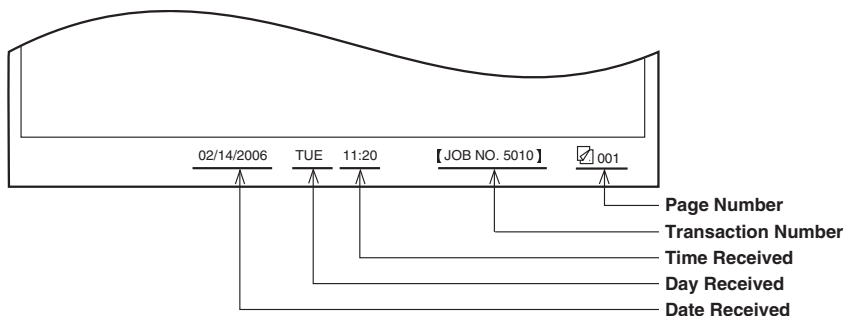 02/14/2006 TUE 11:20 【JOB NO. 5010】 001
Page Number
Transaction Number
Time Received
Day Received
Date Received